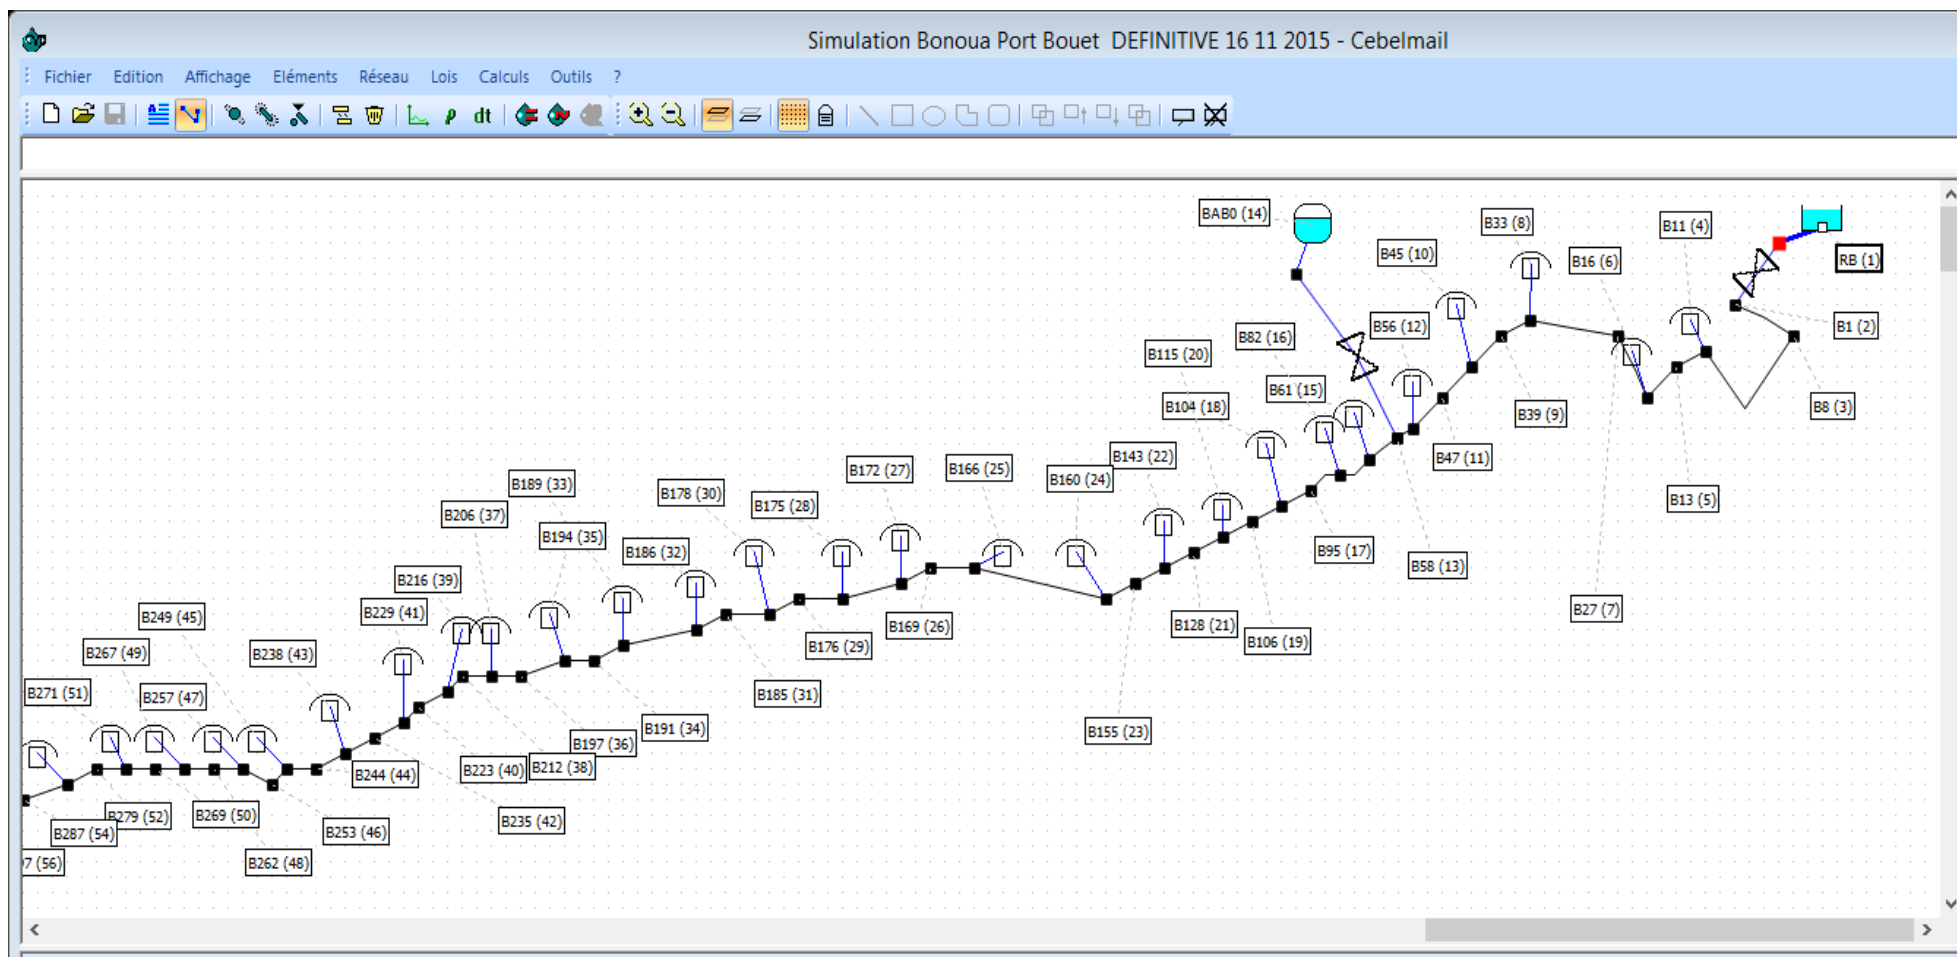 Simulation Bonoua Port Bouet DEFINITIVE 16 11 2015 - Cebelmail
Fichier Edition Affichage Eléments Réseau Lois Calculs Outils ?
A ρ dt
BAB0 (14)
B33 (8)
B11 (4)
B45 (10)
B16 (6)
RB (1)
B56 (12)
B1 (2)
B82 (16)
B115 (20)
B61 (15)
B104 (18)
B39 (9)
B8 (3)
B143 (22)
B47 (11)
B172 (27)
B166 (25)
B160 (24)
B189 (33)
B178 (30)
B175 (28)
B13 (5)
B206 (37)
B194 (35)
B186 (32)
B95 (17)
B58 (13)
B216 (39)
B229 (41)
B249 (45)
B27 (7)
B169 (26)
B128 (21)
B106 (19)
B176 (29)
B267 (49)
B238 (43)
B271 (51)
B257 (47)
B185 (31)
B191 (34)
B155 (23)
B197 (36)
B244 (44)
B223 (40)
B212 (38)
B279 (52)
B269 (50)
B235 (42)
B287 (54)
B253 (46)
7 (56)
B262 (48)